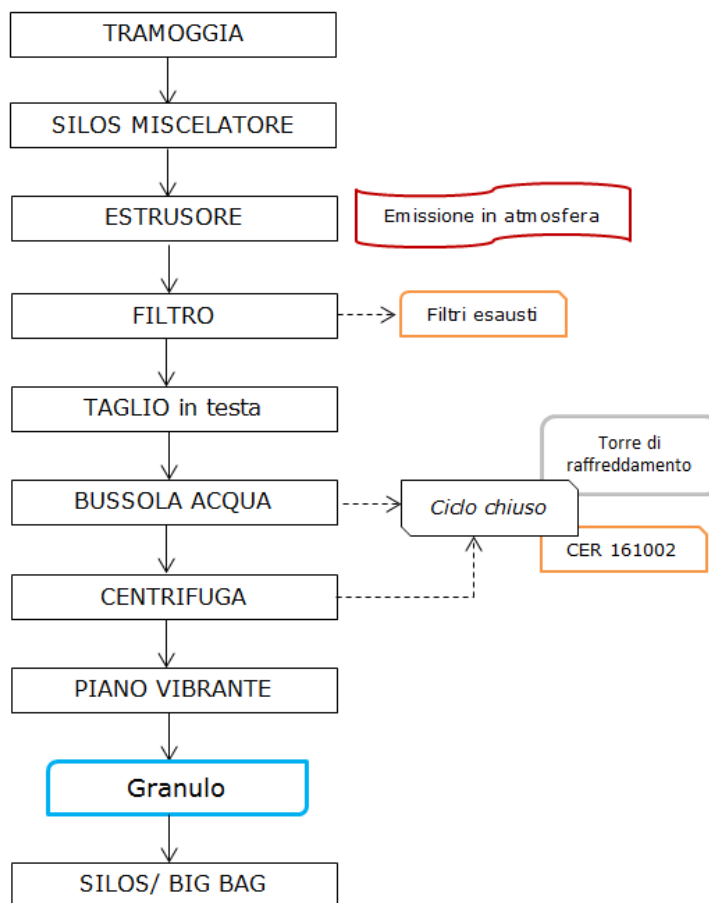 TRAMOGGIA
SILOS MISCELATORE
ESTRUSORE
Emissione in atmosfera
FILTRO
Filtri esausti
TAGLIO in testa
Torre di
raffreddamento
BUSSOLA ACQUA
Ciclo chiuso
CER 161002
CENTRIFUGA
PIANO VIBRANTE
Granulo
SILOS/ BIG BAG